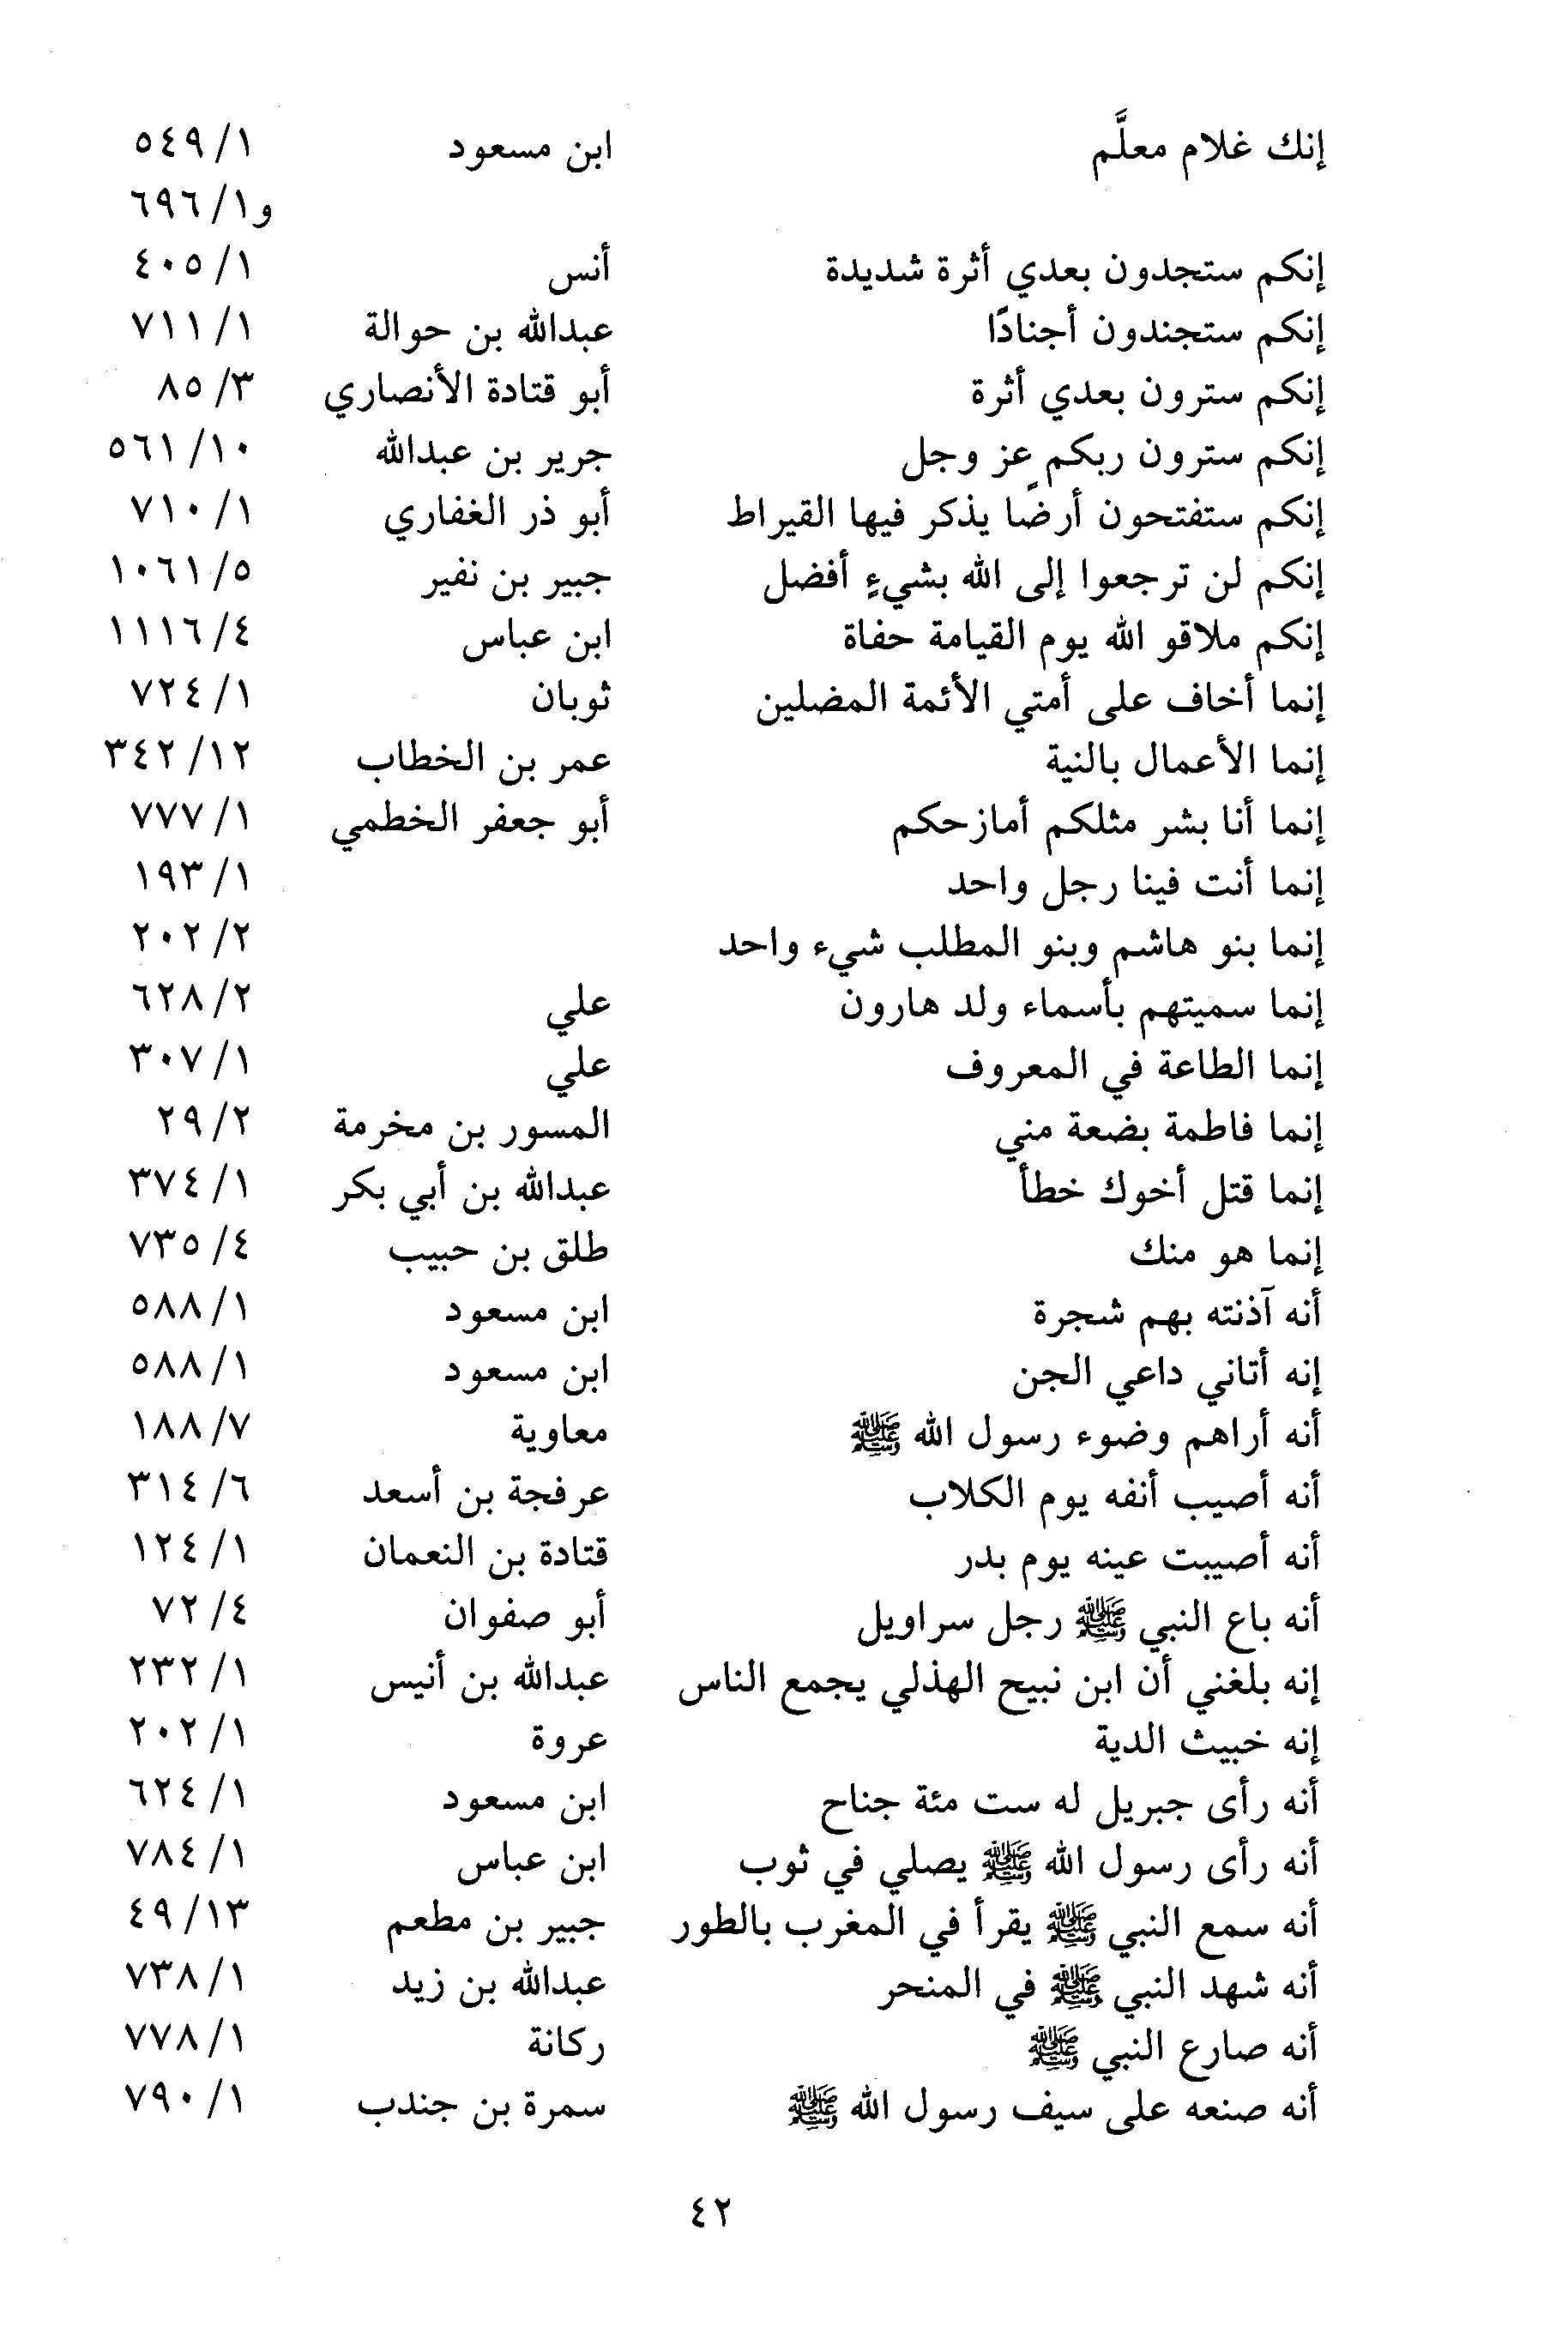 إنك غلام معلَّم ابن مسعود ١/ ٥٤٩
و١/ ٦٩٦
إنكم ستجدون بعدي أثرة شديدة أنس ١/ ٤٠٥
إنكم ستجندون أجنادًا عبدالله بن حوالة ١/ ٧١١
إنكم سترون بعدي أثرة أبو قتادة الأنصاري ٣/ ٨٥
إنكم سترون ربكم عز وجل جرير بن عبدالله ١٠/ ٥٦١
إنكم ستفتحون أرضًا يذكر فيها القيراط أبو ذر الغفاري ١/ ٧١٠
إنكم لن ترجعوا إلى الله بشيءٍ أفضل جبير بن نفير ٥/ ١٠٦١
إنكم ملاقو الله يوم القيامة حفاة ابن عباس ٤/ ١١١٦
إنما أخاف على أمتي الأئمة المضلين ثوبان ١/ ٧٢٤
إنما الأعمال بالنية عمر بن الخطاب ١٢/ ٣٤٢
إنما أنا بشر مثلكم أمازحكم أبو جعفر الخطمي ١/ ٧٧٧
إنما أنت فينا رجل واحد ١/ ١٩٣
إنما بنو هاشم وبنو المطلب شيء واحد ٢/ ٢٠٢
إنما سميتهم بأسماء ولد هارون علي ٢/ ٦٢٨
إنما الطاعة في المعروف علي ١/ ٣٠٧
إنما فاطمة بضعة مني المسور بن مخرمة ٢/ ٢٩
إنما قتل أخوك خطأ عبدالله بن أبي بكر ١/ ٣٧٤
إنما هو منك طلق بن حبيب ٤/ ٧٣٥
أنه آذنته بهم شجرة ابن مسعود ١/ ٥٨٨
إنه أتاني داعي الجن ابن مسعود ١/ ٥٨٨
أنه أراهم وضوء رسول الله ﷺ معاوية ٧/ ١٨٨
أنه أصيب أنفه يوم الكلاب عرفجة بن أسعد ٦/ ٣١٤
أنه أصيبت عينه يوم بدر قتادة بن النعمان ١/ ١٢٤
أنه باع النبي ﷺ رجل سراويل أبو صفوان ٤/ ٧٢
إنه بلغني أن ابن نبيح الهذلي يجمع الناس عبدالله بن أنيس ١/ ٢٣٢
إنه خبيث الدية عروة ١/ ٢٠٢
أنه رأى جبريل له ست مئة جناح ابن مسعود ١/ ٦٢٤
أنه رأى رسول الله ﷺ يصلي في ثوب ابن عباس ١/ ٧٨٤
أنه سمع النبي ﷺ يقرأ في المغرب بالطور جبير بن مطعم ١٣/ ٤٩
أنه شهد النبي ﷺ في المنحر عبدالله بن زيد ١/ ٧٣٨
أنه صارع النبي ﷺ ركانة ١/ ٧٧٨
أنه صنعه على سيف رسول الله ﷺ سمرة بن جندب ١/ ٧٩٠
٤٢